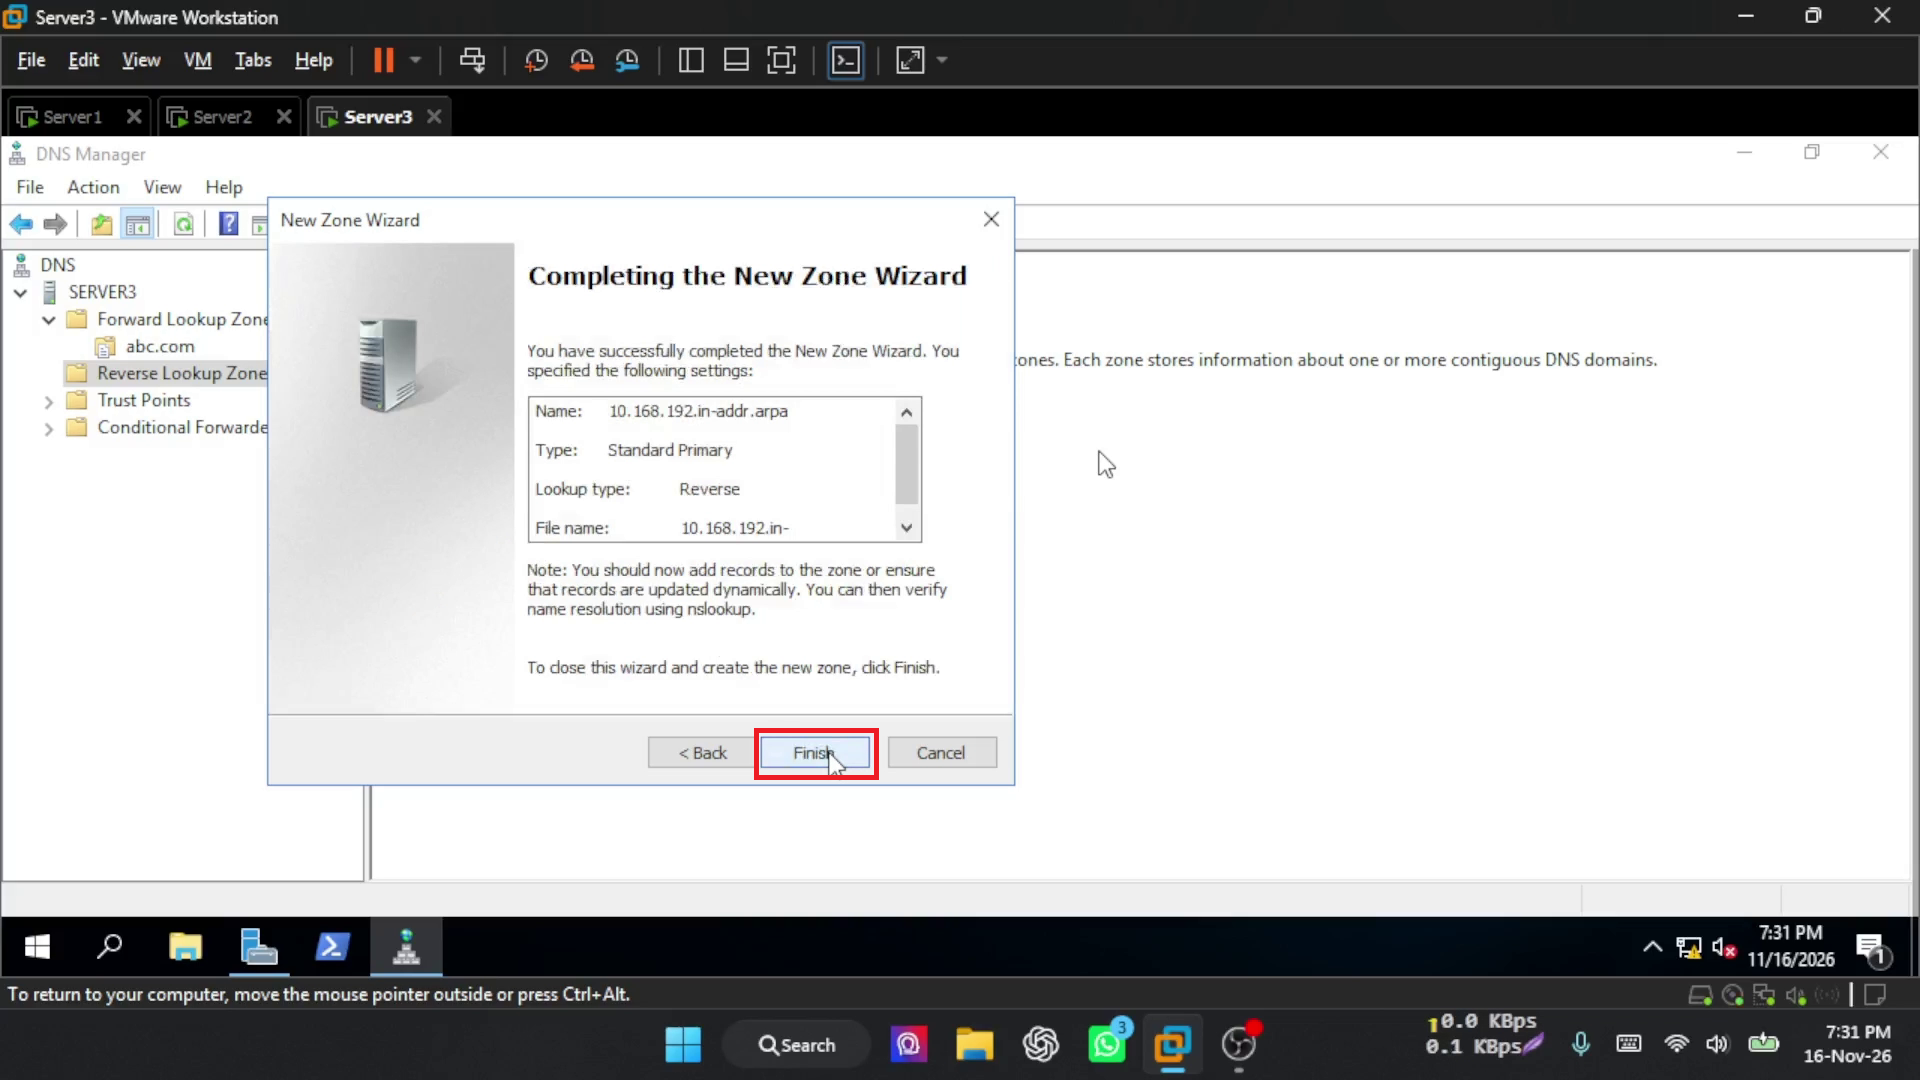 Server3 - VMware Workstation
File Edit View VM Tabs Help
Server1 Server2 Server3
DNS Manager
File Action View Help
New Zone Wizard
DNS
SERVER3
Forward Lookup Zone
abc.com
Reverse Lookup Zone
Trust Points
Conditional Forwarde
Completing the New Zone Wizard
You have successfully completed the New Zone Wizard. You
specified the following settings:
Name: 10.168.192.in-addr.arpa
Type: Standard Primary
Lookup type: Reverse
File name: 10.168.192.in-
Note: You should now add records to the zone or ensure
that records are updated dynamically. You can then verify
name resolution using nslookup.
To close this wizard and create the new zone, click Finish.
< Back Finish Cancel
zones. Each zone stores information about one or more contiguous DNS domains.
7:31 PM
11/16/2026
1
To return to your computer, move the mouse pointer outside or press Ctrl+Alt.
Search
3
0.0 KBps
0.1 KBps
7:31 PM
16-Nov-26